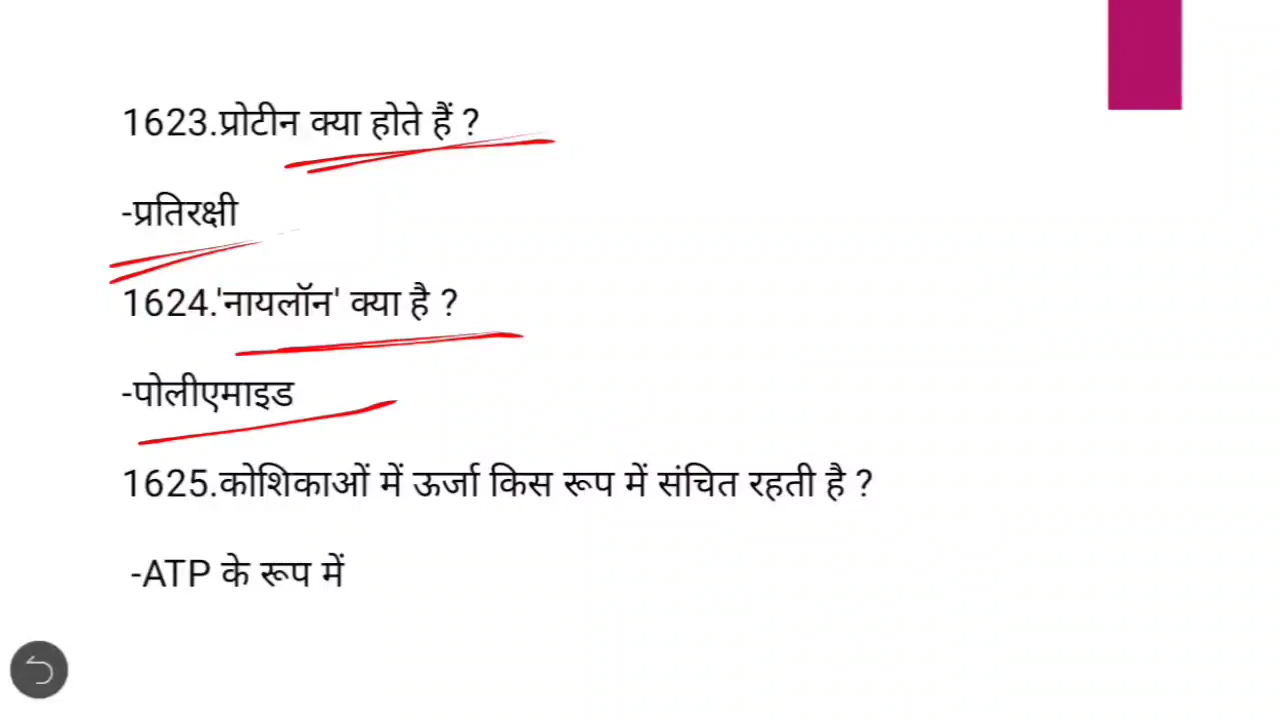 1623.प्रोटीन क्या होते हैं ?
-प्रतिरक्षी
1624.'नायलॉन' क्या है ?
-पोलीएमाइड
1625.कोशिकाओं में ऊर्जा किस रूप में संचित रहती है ?
-ATP के रूप में